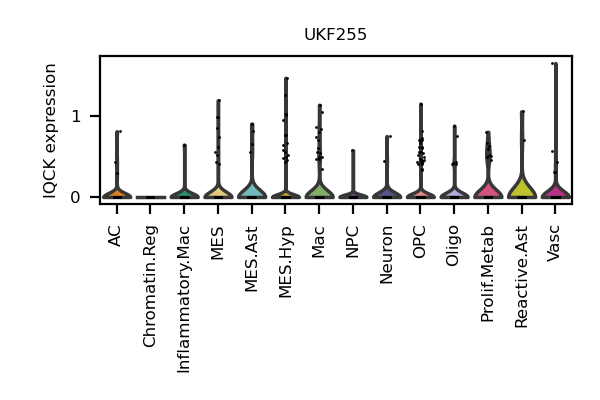 UKF255
IQCK expression
1
0
AC
Chromatin.Reg
Inflammatory.Mac
MES
MES.Ast
MES.Hyp
Mac
NPC
Neuron
OPC
Oligo
Prolif.Metab
Reactive.Ast
Vasc